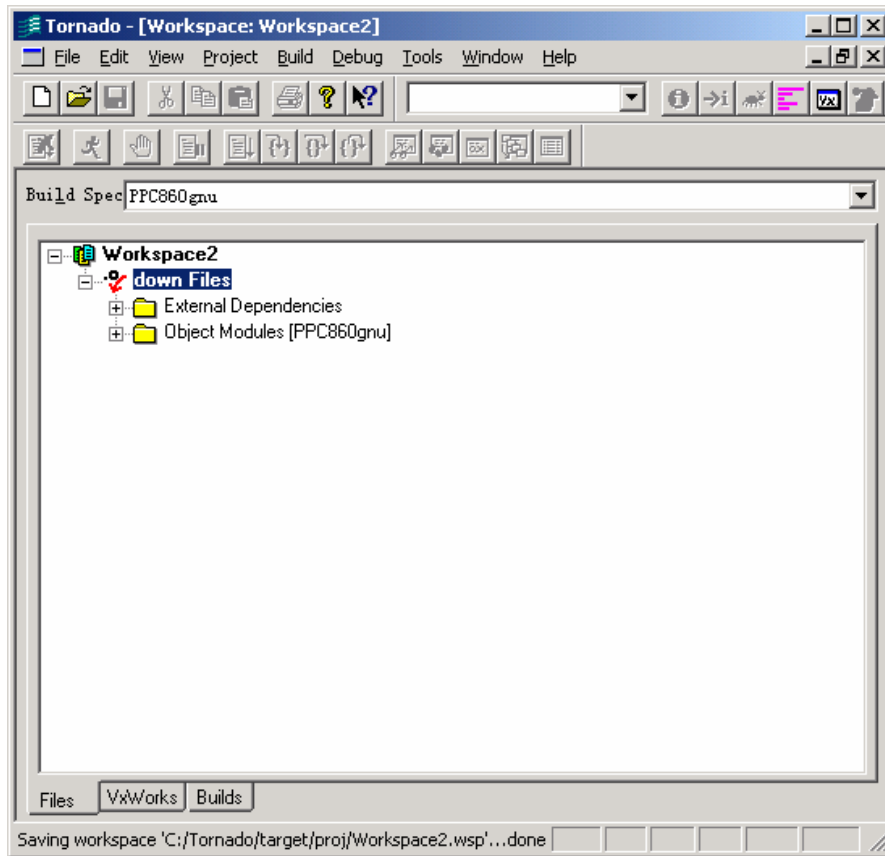 Tornado - [Workspace: Workspace2]
File Edit View Project Build Debug Tools Window Help
Build Spec PPC860gnu
Workspace2
down Files
External Dependencies
Object Modules [PPC860gnu]
Files VxWorks Builds
Saving workspace 'C:/Tornado/target/proj/Workspace2.wsp'...done